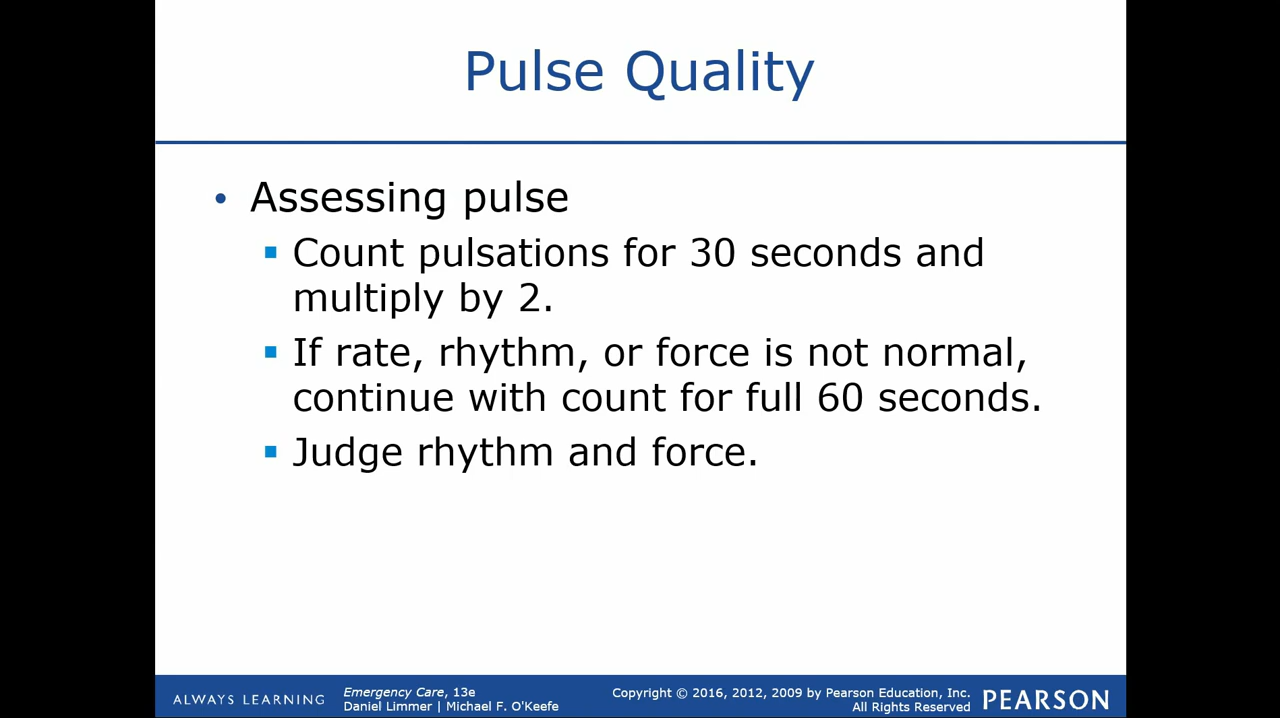 Pulse Quality
• Assessing pulse
▪ Count pulsations for 30 seconds and
multiply by 2.
▪ If rate, rhythm, or force is not normal,
continue with count for full 60 seconds.
▪ Judge rhythm and force.
ALWAYS LEARNING
Emergency Care, 13e
Daniel Limmer | Michael F. O'Keefe
Copyright © 2016, 2012, 2009 by Pearson Education, Inc.
All Rights Reserved
PEARSON